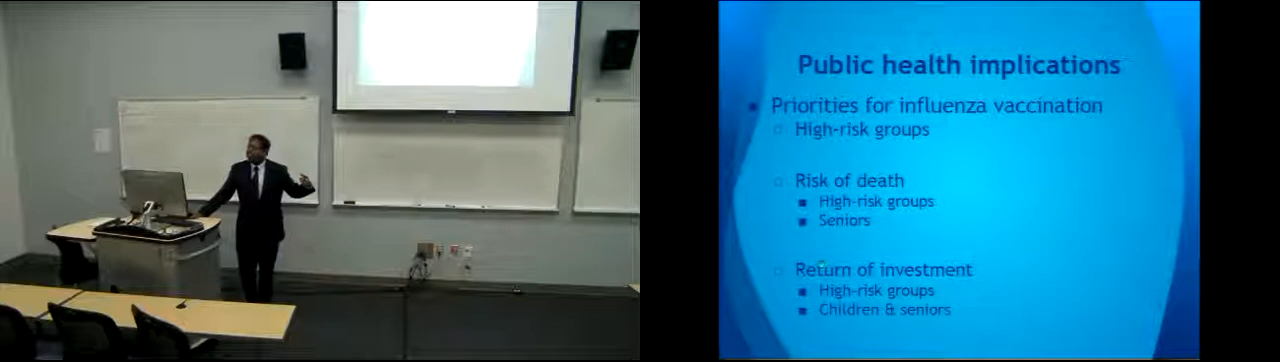 Public health implications
Priorities for influenza vaccination
High-risk groups
Risk of death
High-risk groups
Seniors
Return of investment
High-risk groups
Children & seniors